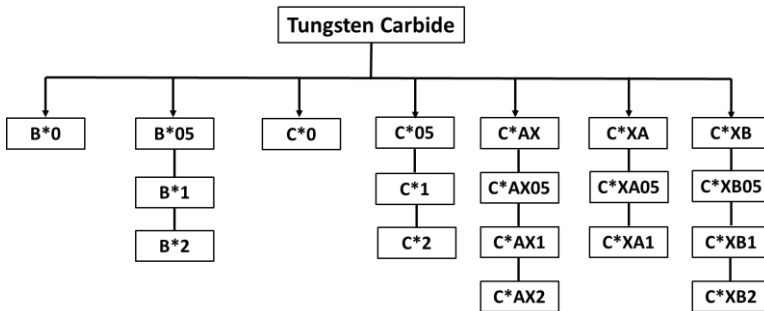 Tungsten Carbide
B*0
B*05
C*0
C*05
C*AX
C*XA
C*XB
B*1
C*1
C*AX05
C*XA05
C*XB05
B*2
C*2
C*AX1
C*XA1
C*XB1
C*AX2
C*XB2